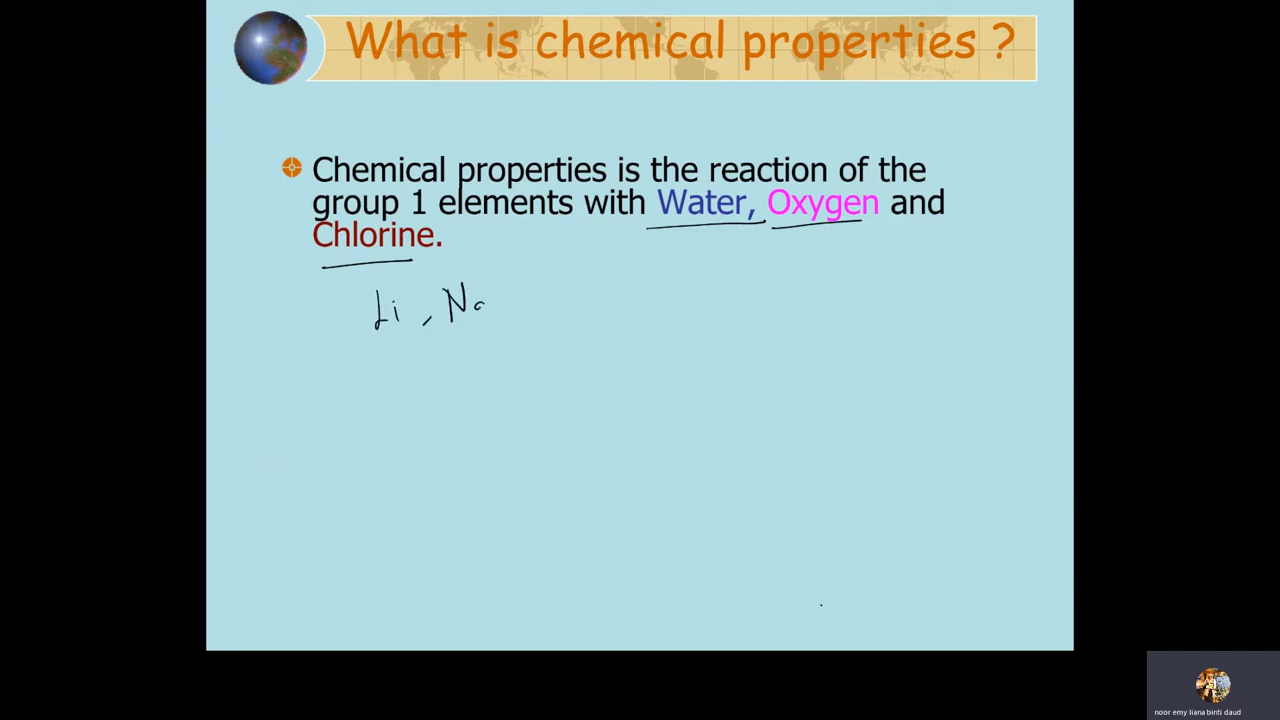 What is chemical properties ?
Chemical properties is the reaction of the
group 1 elements with Water, Oxygen and
Chlorine.
Li , Na
noor emy liana binti daud